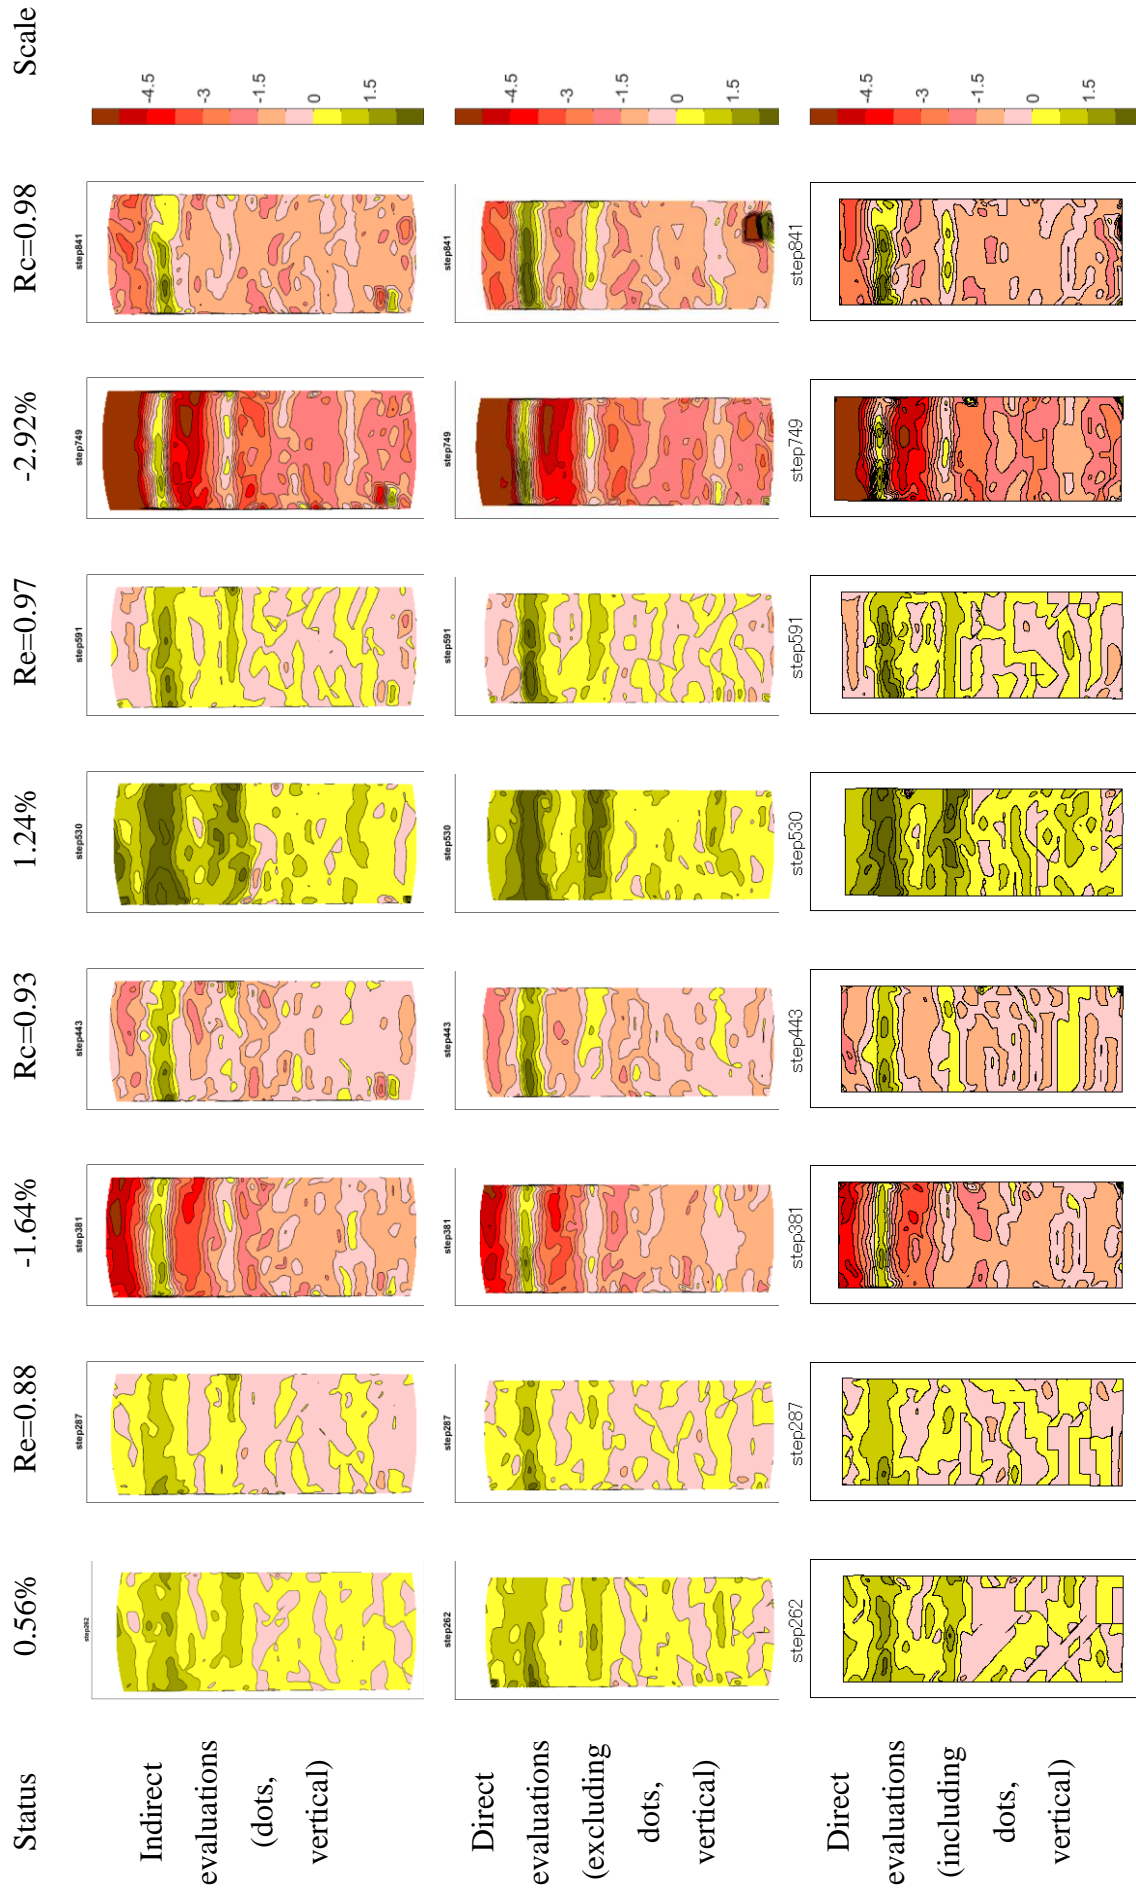 Status
0.56%
Re=0.88
-1.64%
Rc=0.93
1.24%
Re=0.97
-2.92%
Rc=0.98
Scale
Indirect
evaluations
(dots,
vertical)
step262
step287
step381
step443
step530
step591
step749
step841
-4.5
-3
-1.5
0
1.5
Direct
evaluations
(excluding
dots,
vertical)
step262
step287
step381
step443
step530
step591
step749
step841
-4.5
-3
-1.5
0
1.5
Direct
evaluations
(including
dots,
vertical)
step262
step287
step381
step443
step530
step591
step749
step841
-4.5
-3
-1.5
0
1.5